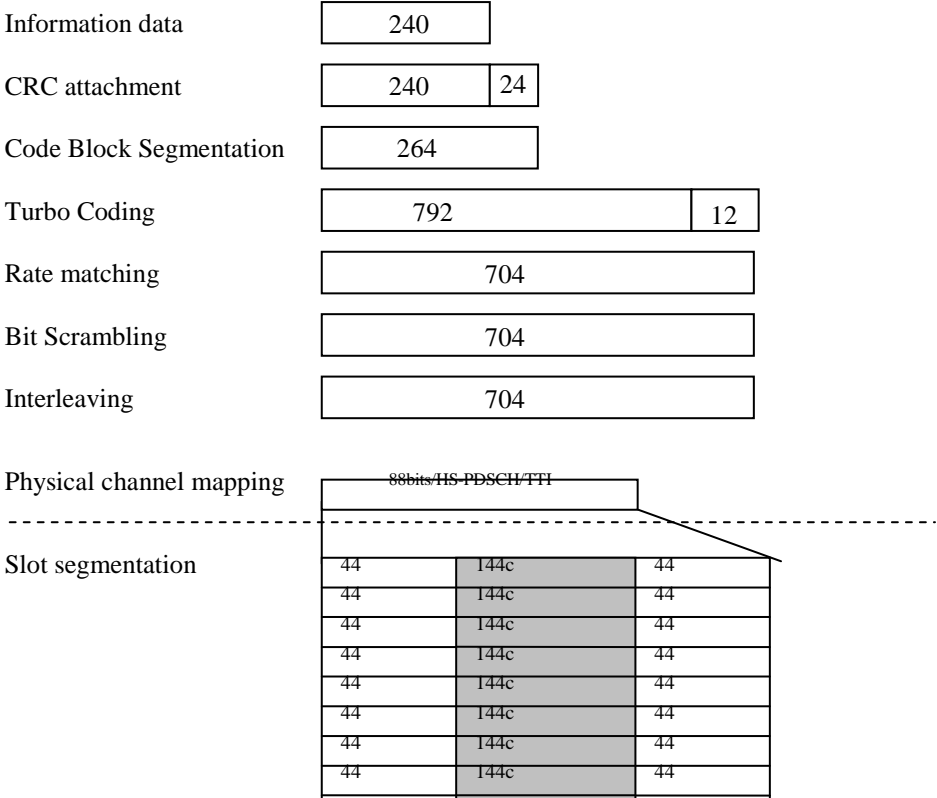 Information data 240
CRC attachment 240 24
Code Block Segmentation 264
Turbo Coding 792 12
Rate matching 704
Bit Scrambling 704
Interleaving 704
Physical channel mapping 88bits/HS-PDSCH/TTI
Slot segmentation 44 144c 44
44 144c 44
44 144c 44
44 144c 44
44 144c 44
44 144c 44
44 144c 44
44 144c 44